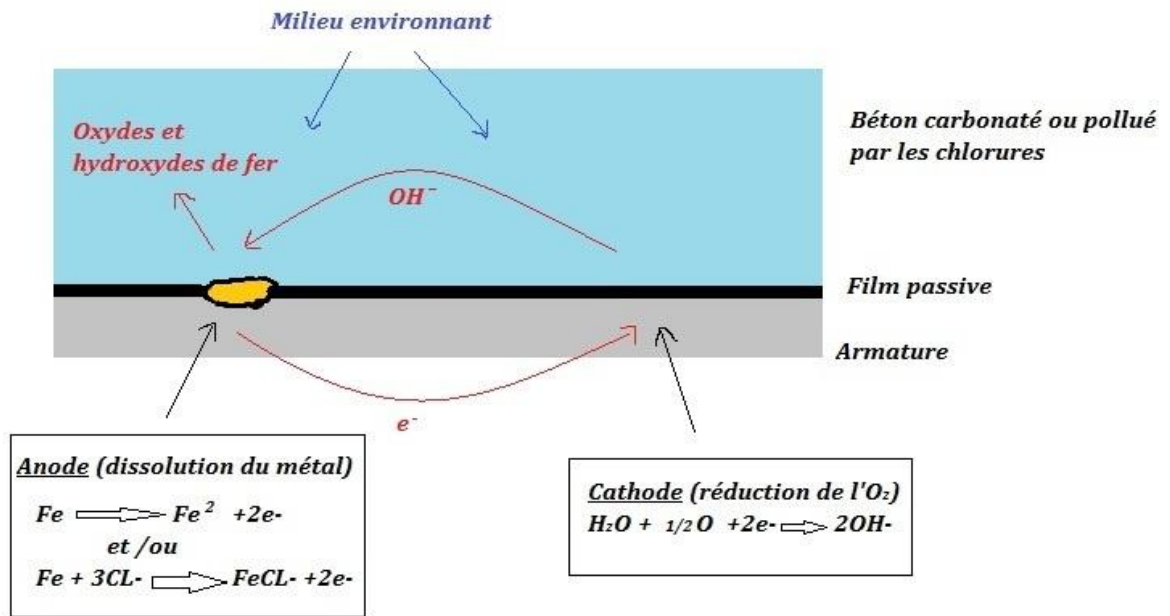 Milieu environnant
Oxydes et
hydroxydes de fer
OH⁻
Béton carbonaté ou pollué
par les chlorures
Film passive
Armature
e⁻
Anode (dissolution du métal)
Fe ⟹ Fe² +2e-
et /ou
Fe + 3CL- ⟹ FeCL- +2e-
Cathode (réduction de l'O₂)
H₂O + 1/2 O +2e- ⟹ 2OH-